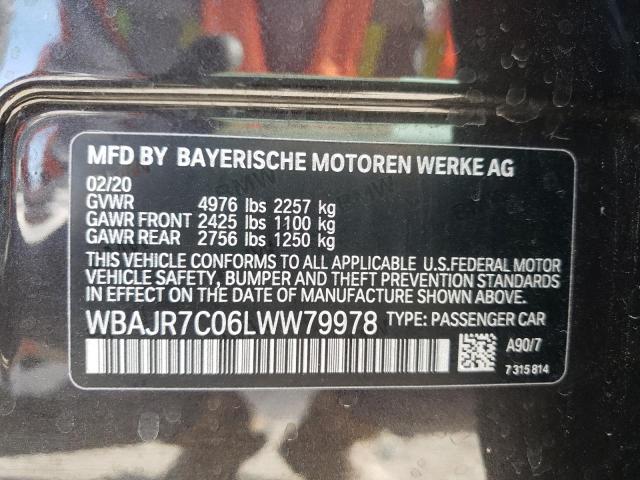 MFD BY BAYERISCHE MOTOREN WERKE AG
02/20
GVWR 4976 lbs 2257 kg
GAWR FRONT 2425 lbs 1100 kg
GAWR REAR 2756 lbs 1250 kg
THIS VEHICLE CONFORMS TO ALL APPLICABLE U.S.FEDERAL MOTOR
VEHICLE SAFETY, BUMPER AND THEFT PREVENTION STANDARDS
IN EFFECT ON THE DATE OF MANUFACTURE SHOWN ABOVE.
WBAJR7C06LWW79978 TYPE: PASSENGER CAR
A90/7
7 315 814